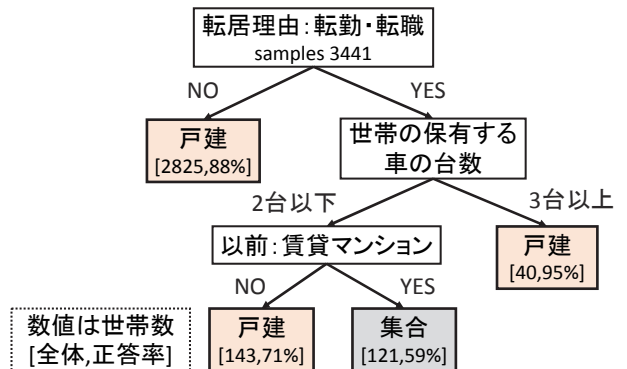 転居理由：転勤・転職
samples 3441
NO
YES
戸建
[2825,88%]
世帯の保有する
車の台数
2台以下
3台以上
以前：賃貸マンション
戸建
[40,95%]
NO
YES
数値は世帯数
[全体,正答率]
戸建
[143,71%]
集合
[121,59%]